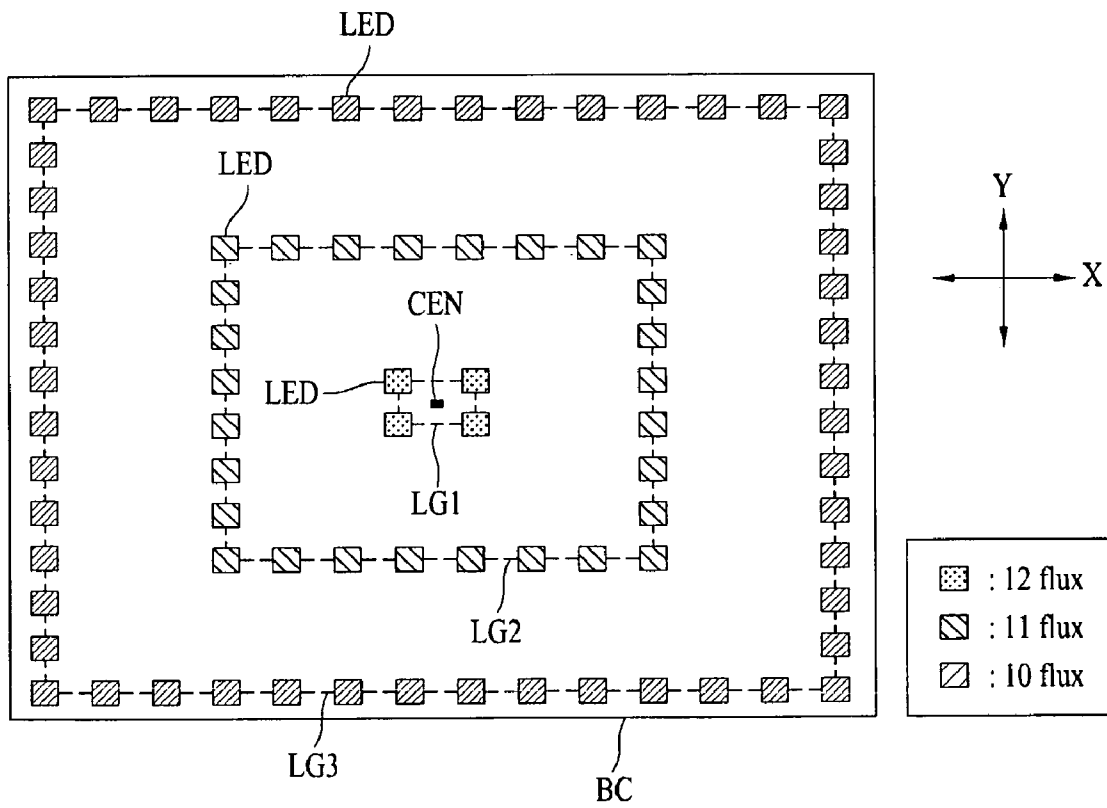 LED
LED
Y
X
CEN
LED
LG1
: 12 flux
: 11 flux
: 10 flux
LG2
LG3
BC